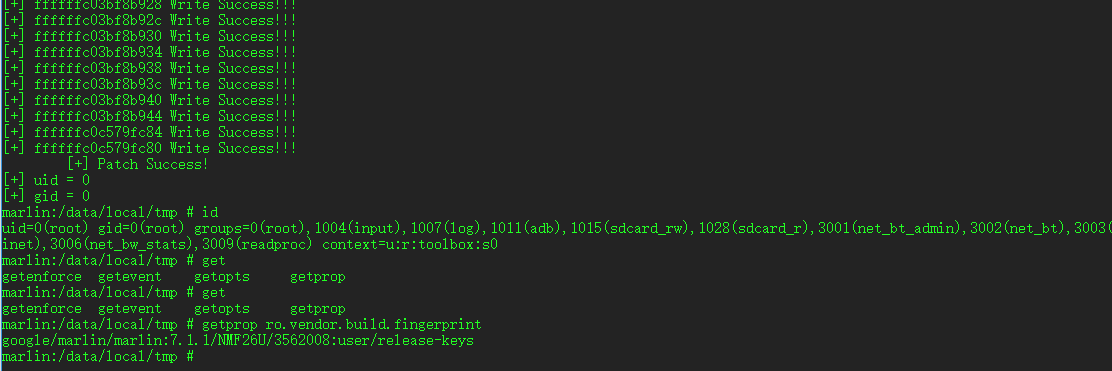 [+] ffffffc03bf8b928 Write Success!!!
[+] ffffffc03bf8b92c Write Success!!!
[+] ffffffc03bf8b930 Write Success!!!
[+] ffffffc03bf8b934 Write Success!!!
[+] ffffffc03bf8b938 Write Success!!!
[+] ffffffc03bf8b93c Write Success!!!
[+] ffffffc03bf8b940 Write Success!!!
[+] ffffffc03bf8b944 Write Success!!!
[+] ffffffc0c579fc84 Write Success!!!
[+] ffffffc0c579fc80 Write Success!!!
[+] Patch Success!
[+] uid = 0
[+] gid = 0
marlin:/data/local/tmp # id
uid=0(root) gid=0(root) groups=0(root),1004(input),1007(log),1011(adb),1015(sdcard_rw),1028(sdcard_r),3001(net_bt_admin),3002(net_bt),3003(
inet),3006(net_bw_stats),3009(readproc) context=u:r:toolbox:s0
marlin:/data/local/tmp # get
getenforce getevent getopts getprop
marlin:/data/local/tmp # get
getenforce getevent getopts getprop
marlin:/data/local/tmp # getprop ro.vendor.build.fingerprint
google/marlin/marlin:7.1.1/NMF26U/3562008:user/release-keys
marlin:/data/local/tmp #